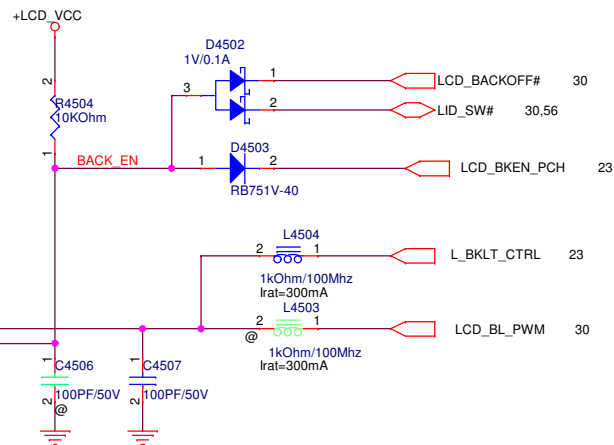 +LCD_VCC
D4502
1V/0.1A
1
LCD_BACKOFF# 30
2
3
R4504
10KOhm
2
LID_SW# 30,56
1
BACK_EN
D4503
1
2
LCD_BKEN_PCH 23
RB751V-40
L4504
2
1
L_BKLT_CTRL 23
1kOhm/100Mhz
Irat=300mA
L4503
2
1
LCD_BL_PWM 30
@
1kOhm/100Mhz
Irat=300mA
1
C4506
1
C4507
100PF/50V
100PF/50V
2
@
2